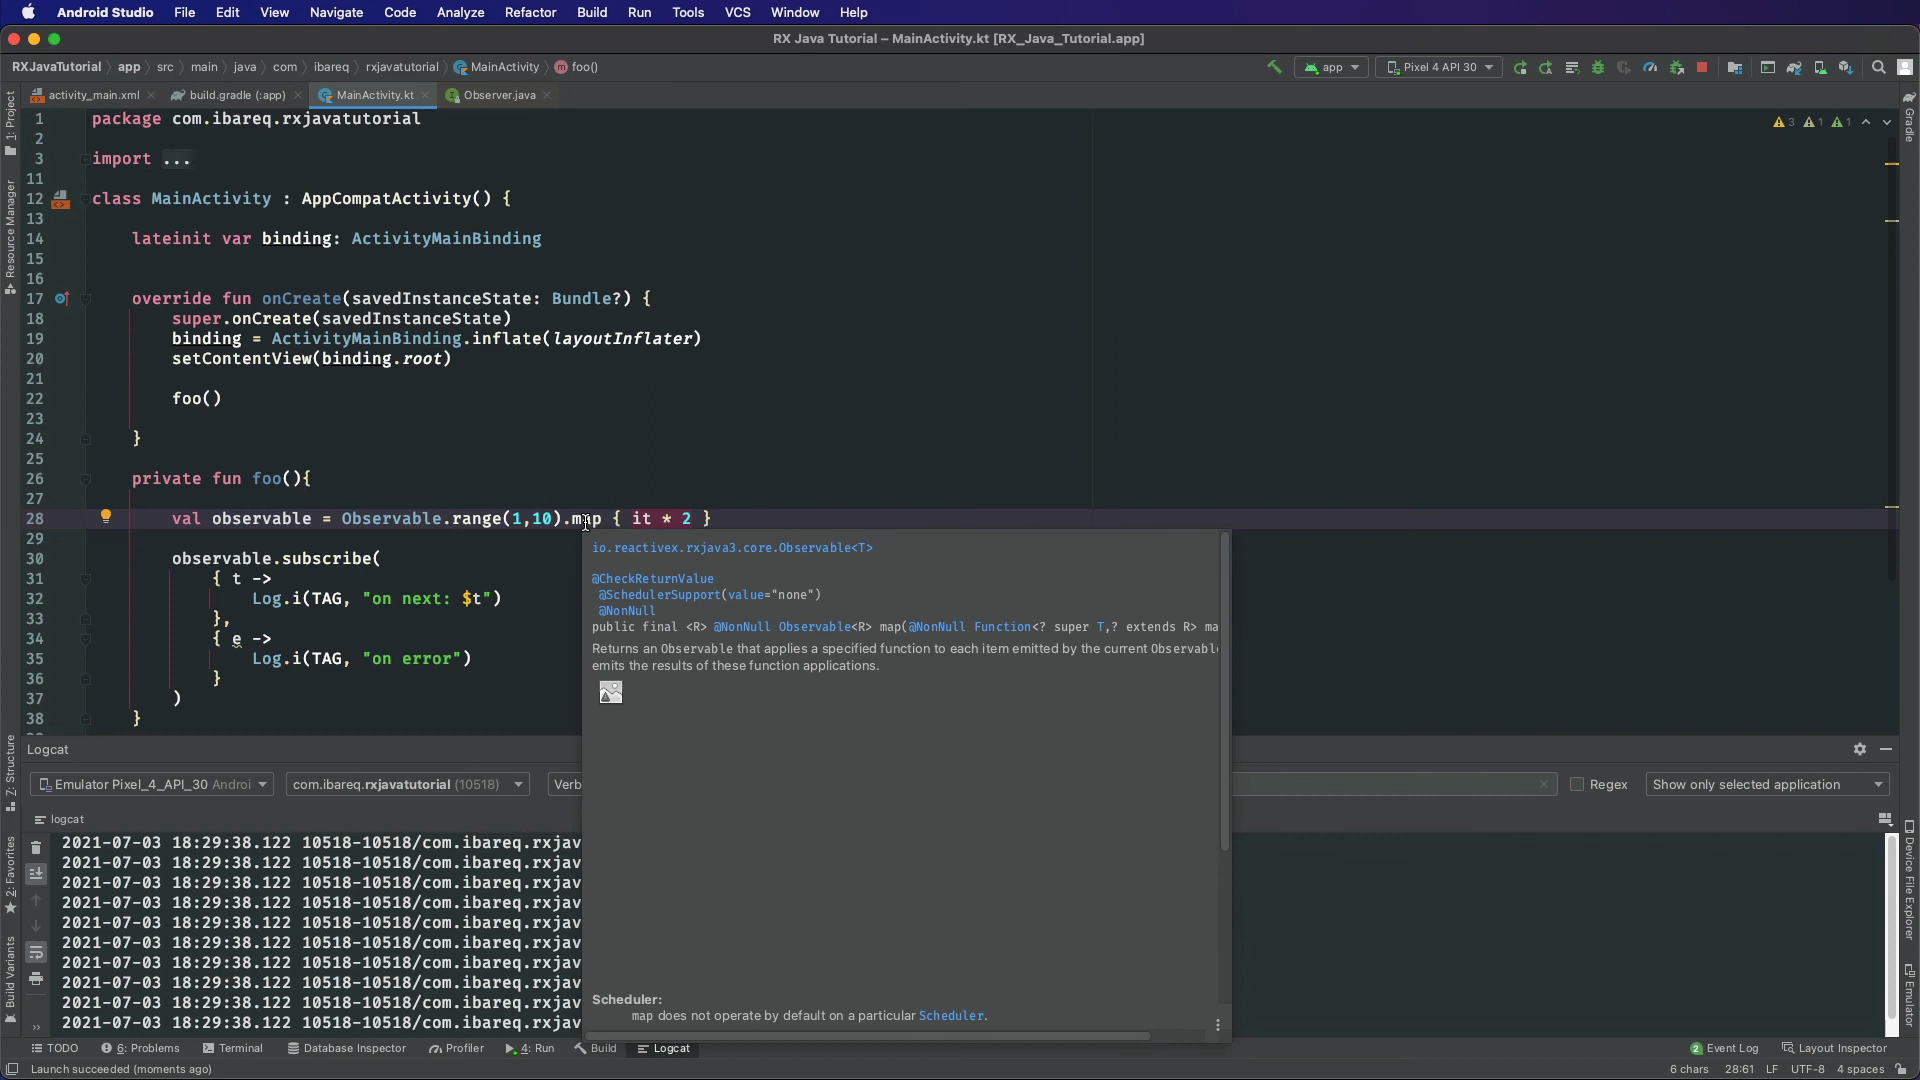 Android Studio File Edit View Navigate Code Analyze Refactor Build Run Tools VCS Window Help
RX Java Tutorial – MainActivity.kt [RX_Java_Tutorial.app]
RXJavaTutorial app src main java com ibareq rxjavatutorial MainActivity foo() app Pixel 4 API 30
activity_main.xml build.gradle (:app) MainActivity.kt Observer.java
1: Project
Resource Manager
Z: Structure
2: Favorites
Build Variants
Gradle
Device File Explorer
Emulator
3 1 1
1 package com.ibareq.rxjavatutorial
2
3 import ...
11
12 class MainActivity : AppCompatActivity() {
13
14 lateinit var binding: ActivityMainBinding
15
16
17 override fun onCreate(savedInstanceState: Bundle?) {
18 super.onCreate(savedInstanceState)
19 binding = ActivityMainBinding.inflate(layoutInflater)
20 setContentView(binding.root)
21
22 foo()
23
24 }
25
26 private fun foo(){
27
28 val observable = Observable.range(1,10).map { it * 2 }
29
30 observable.subscribe(
31 { t ->
32 Log.i(TAG, "on next: $t")
33 },
34 { e ->
35 Log.i(TAG, "on error")
36 }
37 )
38 }
io.reactivex.rxjava3.core.Observable<T>
@CheckReturnValue
@SchedulerSupport(value="none")
@NonNull
public final <R> @NonNull Observable<R> map(@NonNull Function<? super T,? extends R> ma
Returns an Observable that applies a specified function to each item emitted by the current Observabl
emits the results of these function applications.
Scheduler:
map does not operate by default on a particular Scheduler.
Logcat
Emulator Pixel_4_API_30 Androi com.ibareq.rxjavatutorial (10518) Verb Regex Show only selected application
logcat
2021-07-03 18:29:38.122 10518-10518/com.ibareq.rxjav
2021-07-03 18:29:38.122 10518-10518/com.ibareq.rxjav
2021-07-03 18:29:38.122 10518-10518/com.ibareq.rxjav
2021-07-03 18:29:38.122 10518-10518/com.ibareq.rxjav
2021-07-03 18:29:38.122 10518-10518/com.ibareq.rxjav
2021-07-03 18:29:38.122 10518-10518/com.ibareq.rxjav
2021-07-03 18:29:38.122 10518-10518/com.ibareq.rxjav
2021-07-03 18:29:38.122 10518-10518/com.ibareq.rxjav
2021-07-03 18:29:38.122 10518-10518/com.ibareq.rxjav
2021-07-03 18:29:38.122 10518-10518/com.ibareq.rxjav
TODO 6: Problems Terminal Database Inspector Profiler 4: Run Build Logcat 2 Event Log Layout Inspector
Launch succeeded (moments ago) 6 chars 28:61 LF UTF-8 4 spaces